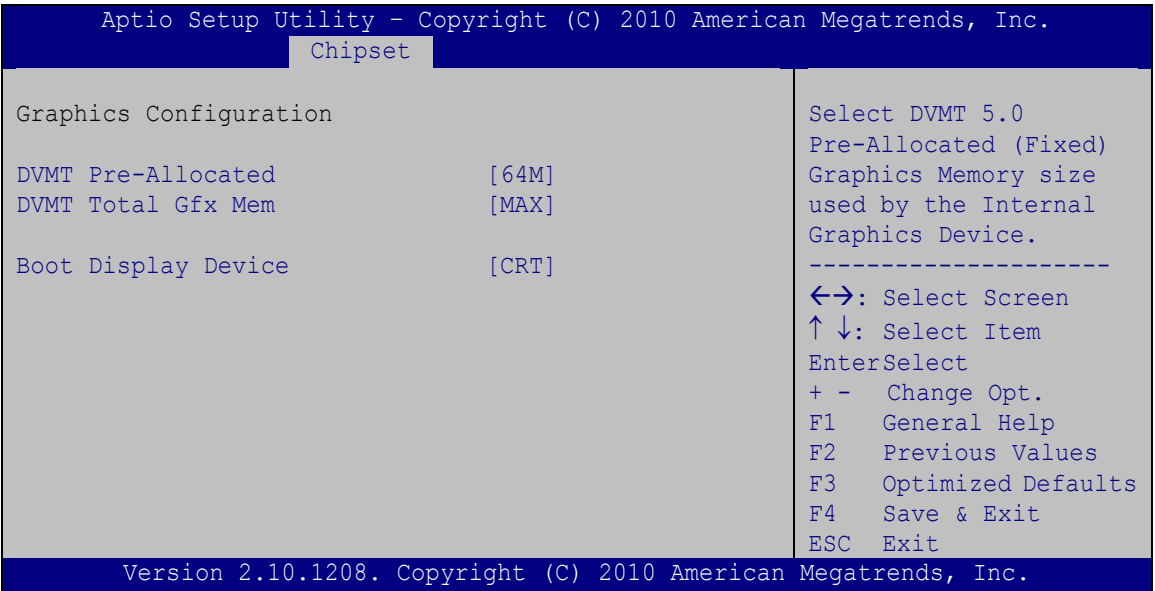 Aptio Setup Utility – Copyright (C) 2010 American Megatrends, Inc.
Chipset
Graphics Configuration
DVMT Pre-Allocated [64M]
DVMT Total Gfx Mem [MAX]
Boot Display Device [CRT]
Select DVMT 5.0
Pre-Allocated (Fixed)
Graphics Memory size
used by the Internal
Graphics Device.
---------------------
←→: Select Screen
↑ ↓: Select Item
EnterSelect
+ - Change Opt.
F1 General Help
F2 Previous Values
F3 Optimized Defaults
F4 Save & Exit
ESC Exit
Version 2.10.1208. Copyright (C) 2010 American Megatrends, Inc.